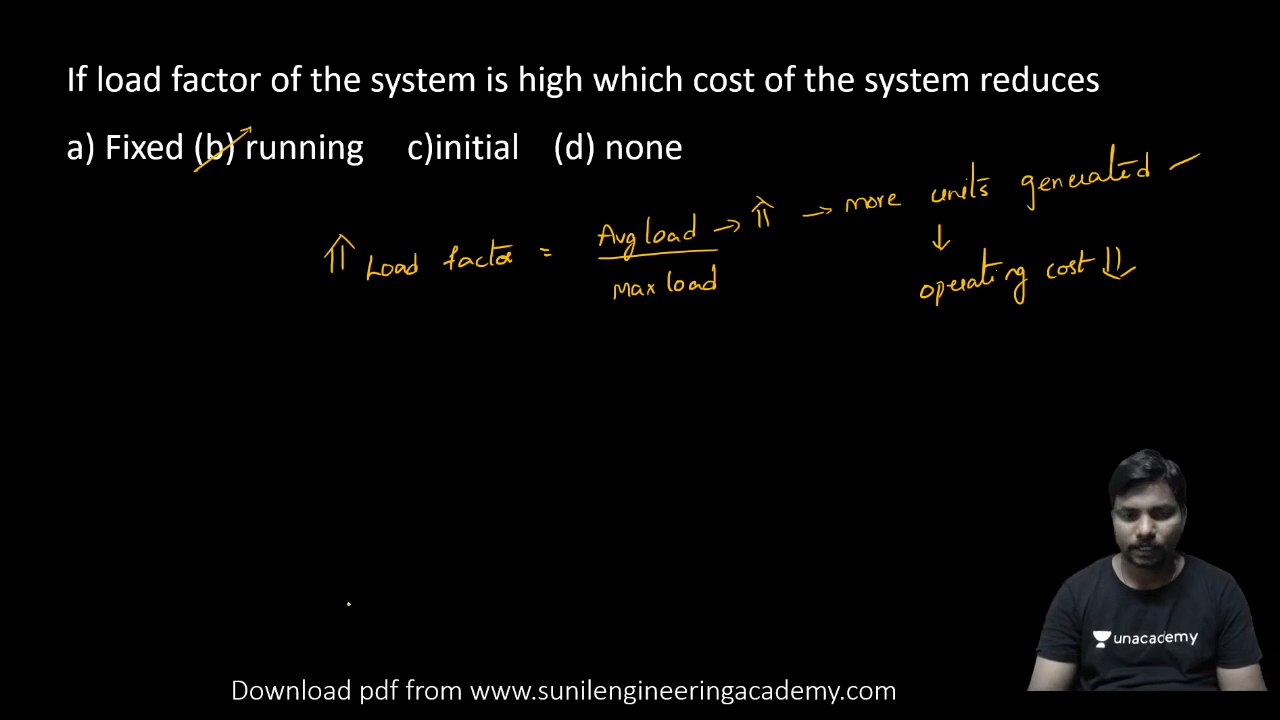 If load factor of the system is high which cost of the system reduces
a) Fixed (b) running c)initial (d) none
⇑ Load factor = Avg load → ⇑ → more units generated
Max load
↓
operating cost ⇓
unacademy
Download pdf from www.sunilengineeringacademy.com